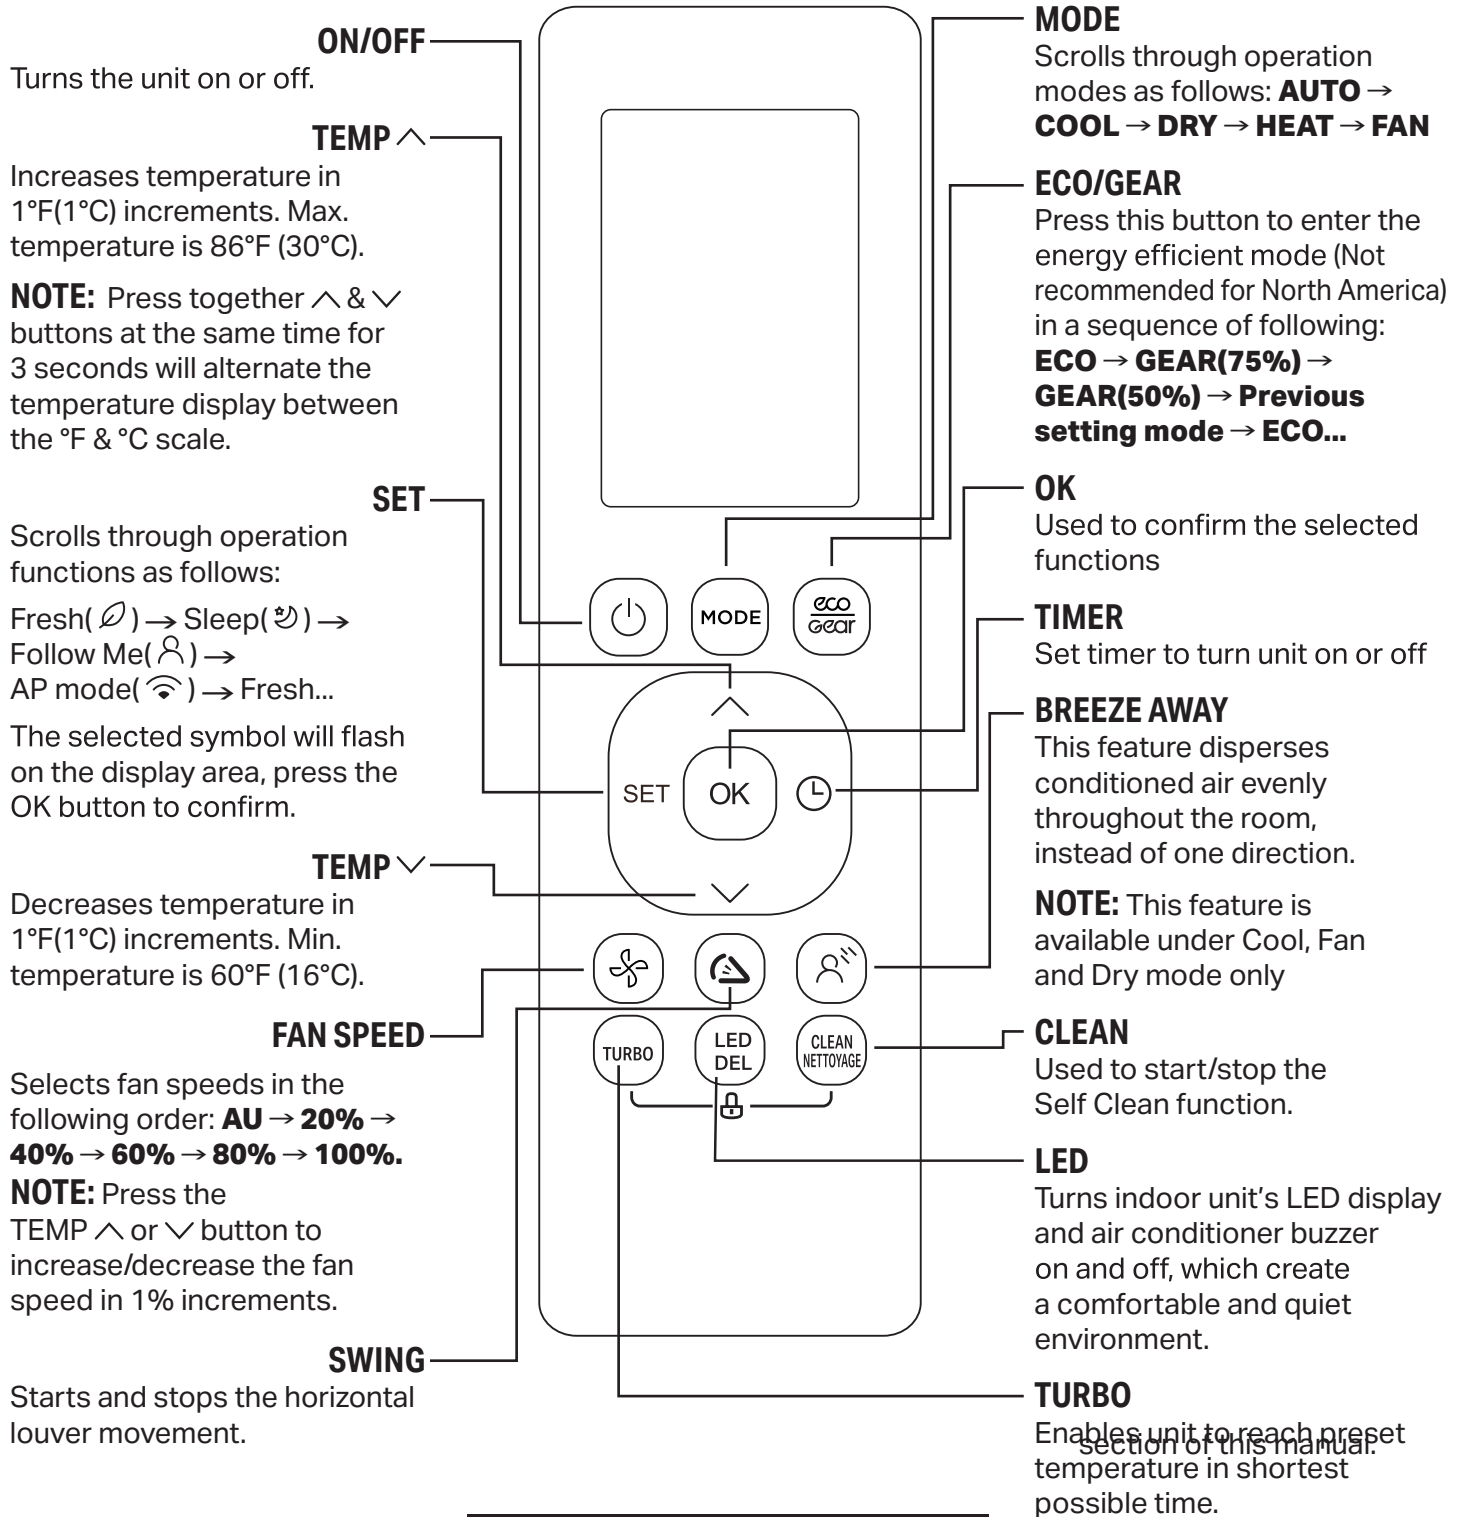 ON/OFF
Turns the unit on or off.
TEMP ∧
Increases temperature in
1°F(1°C) increments. Max.
temperature is 86°F (30°C).
NOTE: Press together ∧ & ∨
buttons at the same time for
3 seconds will alternate the
temperature display between
the °F & °C scale.
SET
Scrolls through operation
functions as follows:
Fresh( ) → Sleep( ) →
Follow Me( ) →
AP mode( ) → Fresh...
The selected symbol will flash
on the display area, press the
OK button to confirm.
TEMP ∨
Decreases temperature in
1°F(1°C) increments. Min.
temperature is 60°F (16°C).
FAN SPEED
Selects fan speeds in the
following order: AU → 20% →
40% → 60% → 80% → 100%.
NOTE: Press the
TEMP ∧ or ∨ button to
increase/decrease the fan
speed in 1% increments.
SWING
Starts and stops the horizontal
louver movement.
MODE
eco
Gear
SET
OK
TURBO
LED
DEL
CLEAN
NETTOYAGE
MODE
Scrolls through operation
modes as follows: AUTO →
COOL → DRY → HEAT → FAN
ECO/GEAR
Press this button to enter the
energy efficient mode (Not
recommended for North America)
in a sequence of following:
ECO → GEAR(75%) →
GEAR(50%) → Previous
setting mode → ECO...
OK
Used to confirm the selected
functions
TIMER
Set timer to turn unit on or off
BREEZE AWAY
This feature disperses
conditioned air evenly
throughout the room,
instead of one direction.
NOTE: This feature is
available under Cool, Fan
and Dry mode only
CLEAN
Used to start/stop the
Self Clean function.
LED
Turns indoor unit's LED display
and air conditioner buzzer
on and off, which create
a comfortable and quiet
environment.
TURBO
Enables unit to reach preset
section of this manual.
temperature in shortest
possible time.